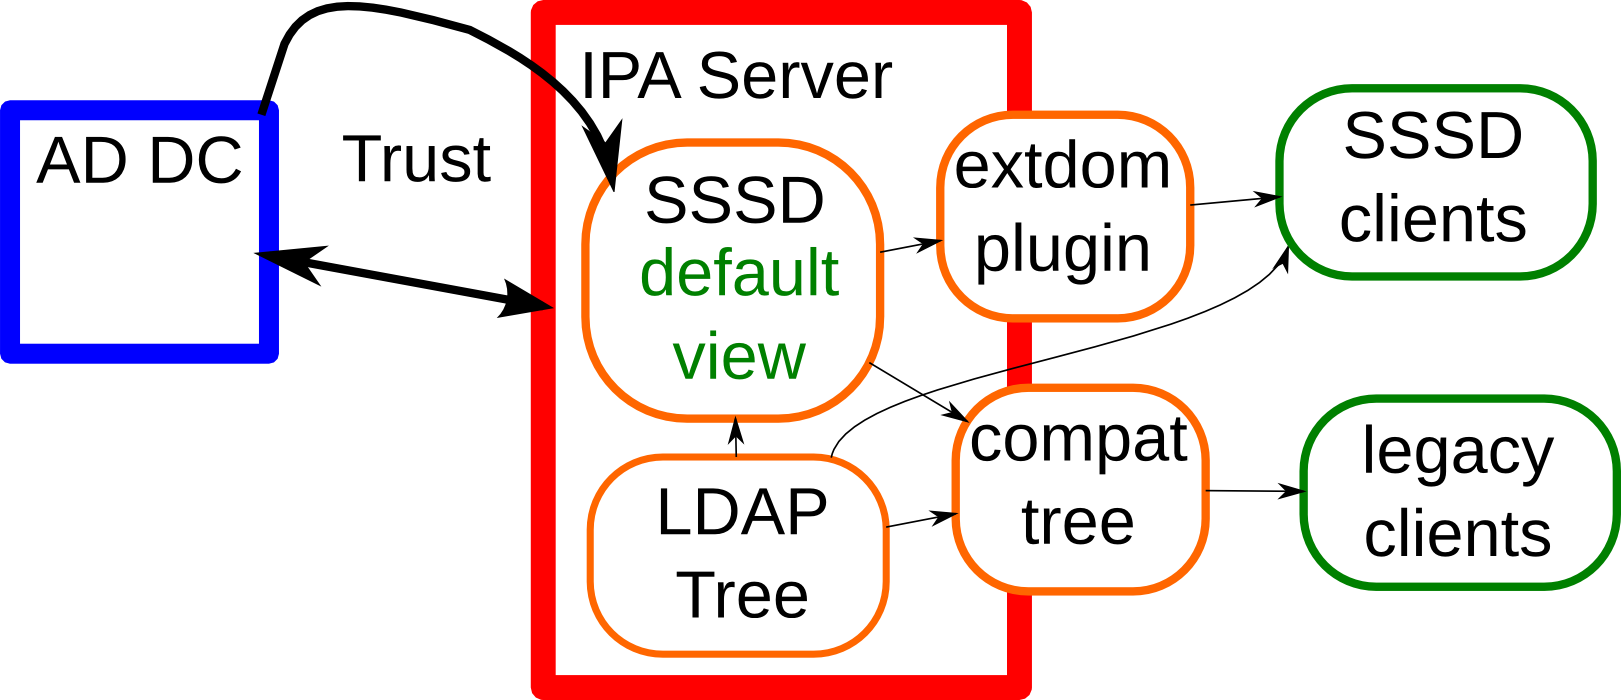 IPA Server
AD DC
Trust
SSSD
default
view
extdom
plugin
SSSD
clients
LDAP
Tree
compat
tree
legacy
clients